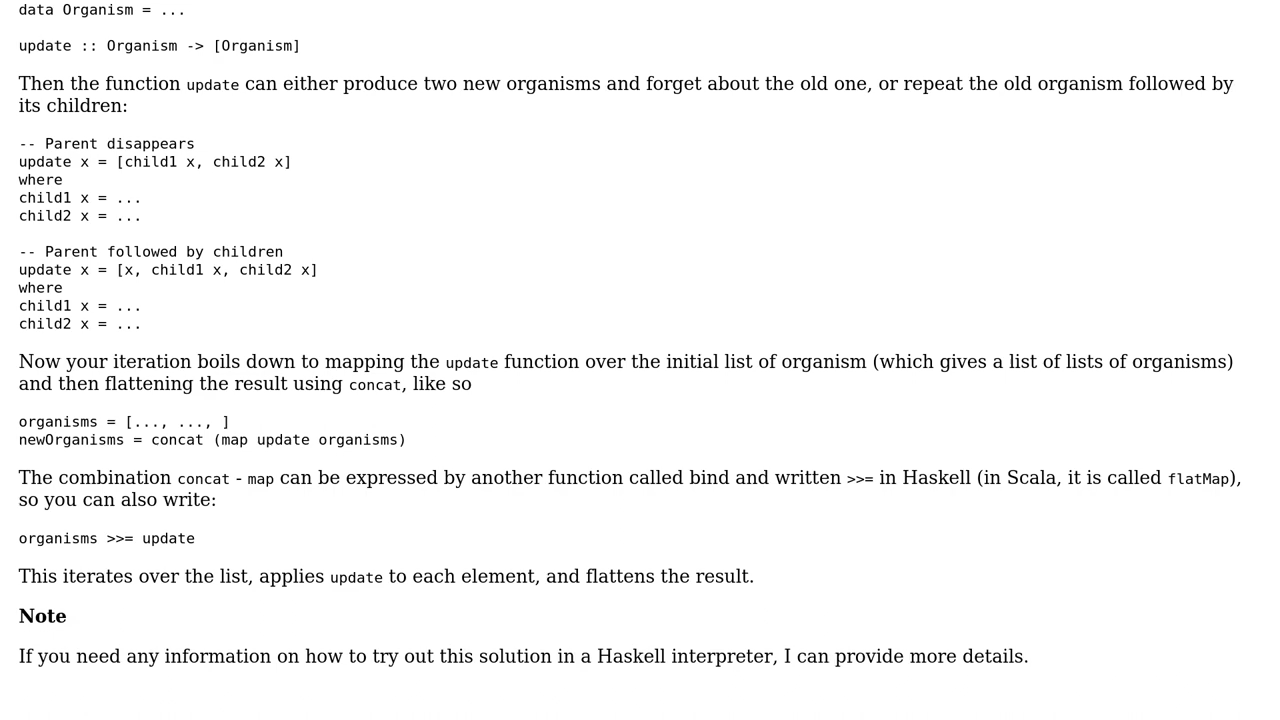 data Organism = ...
update :: Organism -> [Organism]
Then the function update can either produce two new organisms and forget about the old one, or repeat the old organism followed by
its children:
-- Parent disappears
update x = [child1 x, child2 x]
where
child1 x = ...
child2 x = ...
-- Parent followed by children
update x = [x, child1 x, child2 x]
where
child1 x = ...
child2 x = ...
Now your iteration boils down to mapping the update function over the initial list of organism (which gives a list of lists of organisms)
and then flattening the result using concat, like so
organisms = [..., ..., ]
newOrganisms = concat (map update organisms)
The combination concat - map can be expressed by another function called bind and written >>= in Haskell (in Scala, it is called flatMap),
so you can also write:
organisms >>= update
This iterates over the list, applies update to each element, and flattens the result.
Note
If you need any information on how to try out this solution in a Haskell interpreter, I can provide more details.